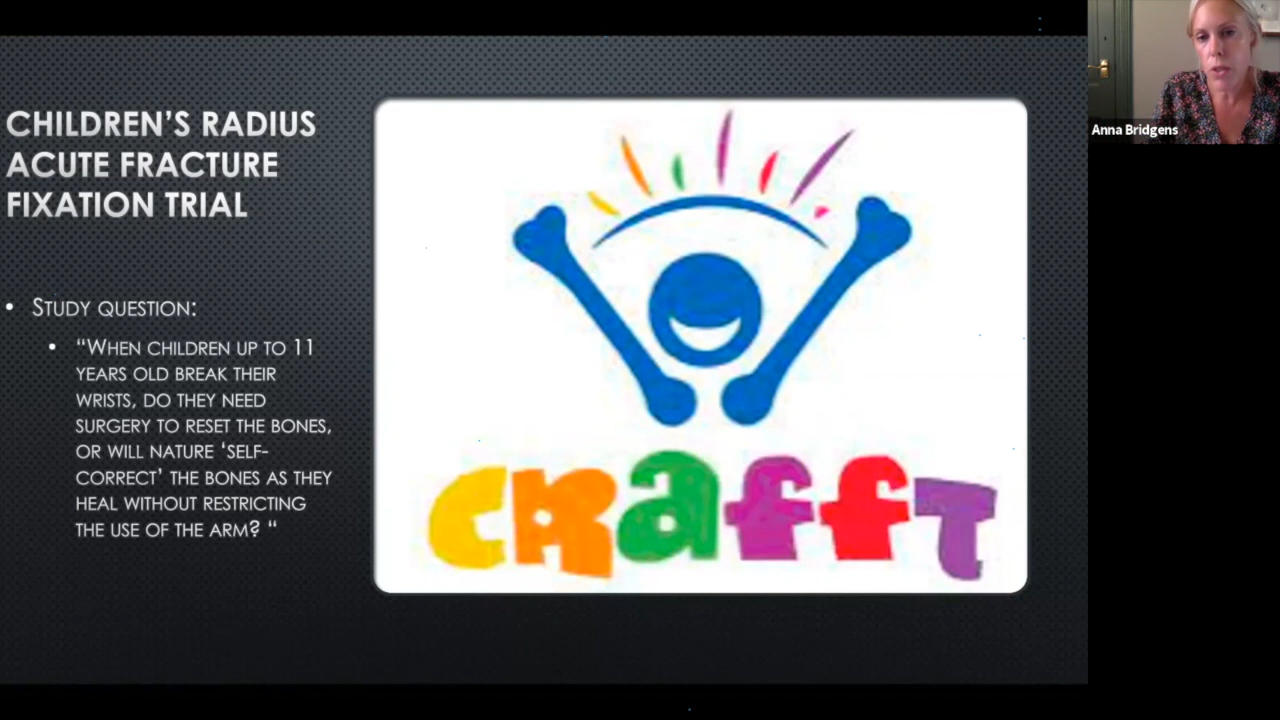 CHILDREN'S RADIUS
ACUTE FRACTURE
FIXATION TRIAL
• STUDY QUESTION:
• "WHEN CHILDREN UP TO 11
YEARS OLD BREAK THEIR
WRISTS, DO THEY NEED
SURGERY TO RESET THE BONES,
OR WILL NATURE 'SELF-
CORRECT' THE BONES AS THEY
HEAL WITHOUT RESTRICTING
THE USE OF THE ARM? "
crafft
Anna Bridgens